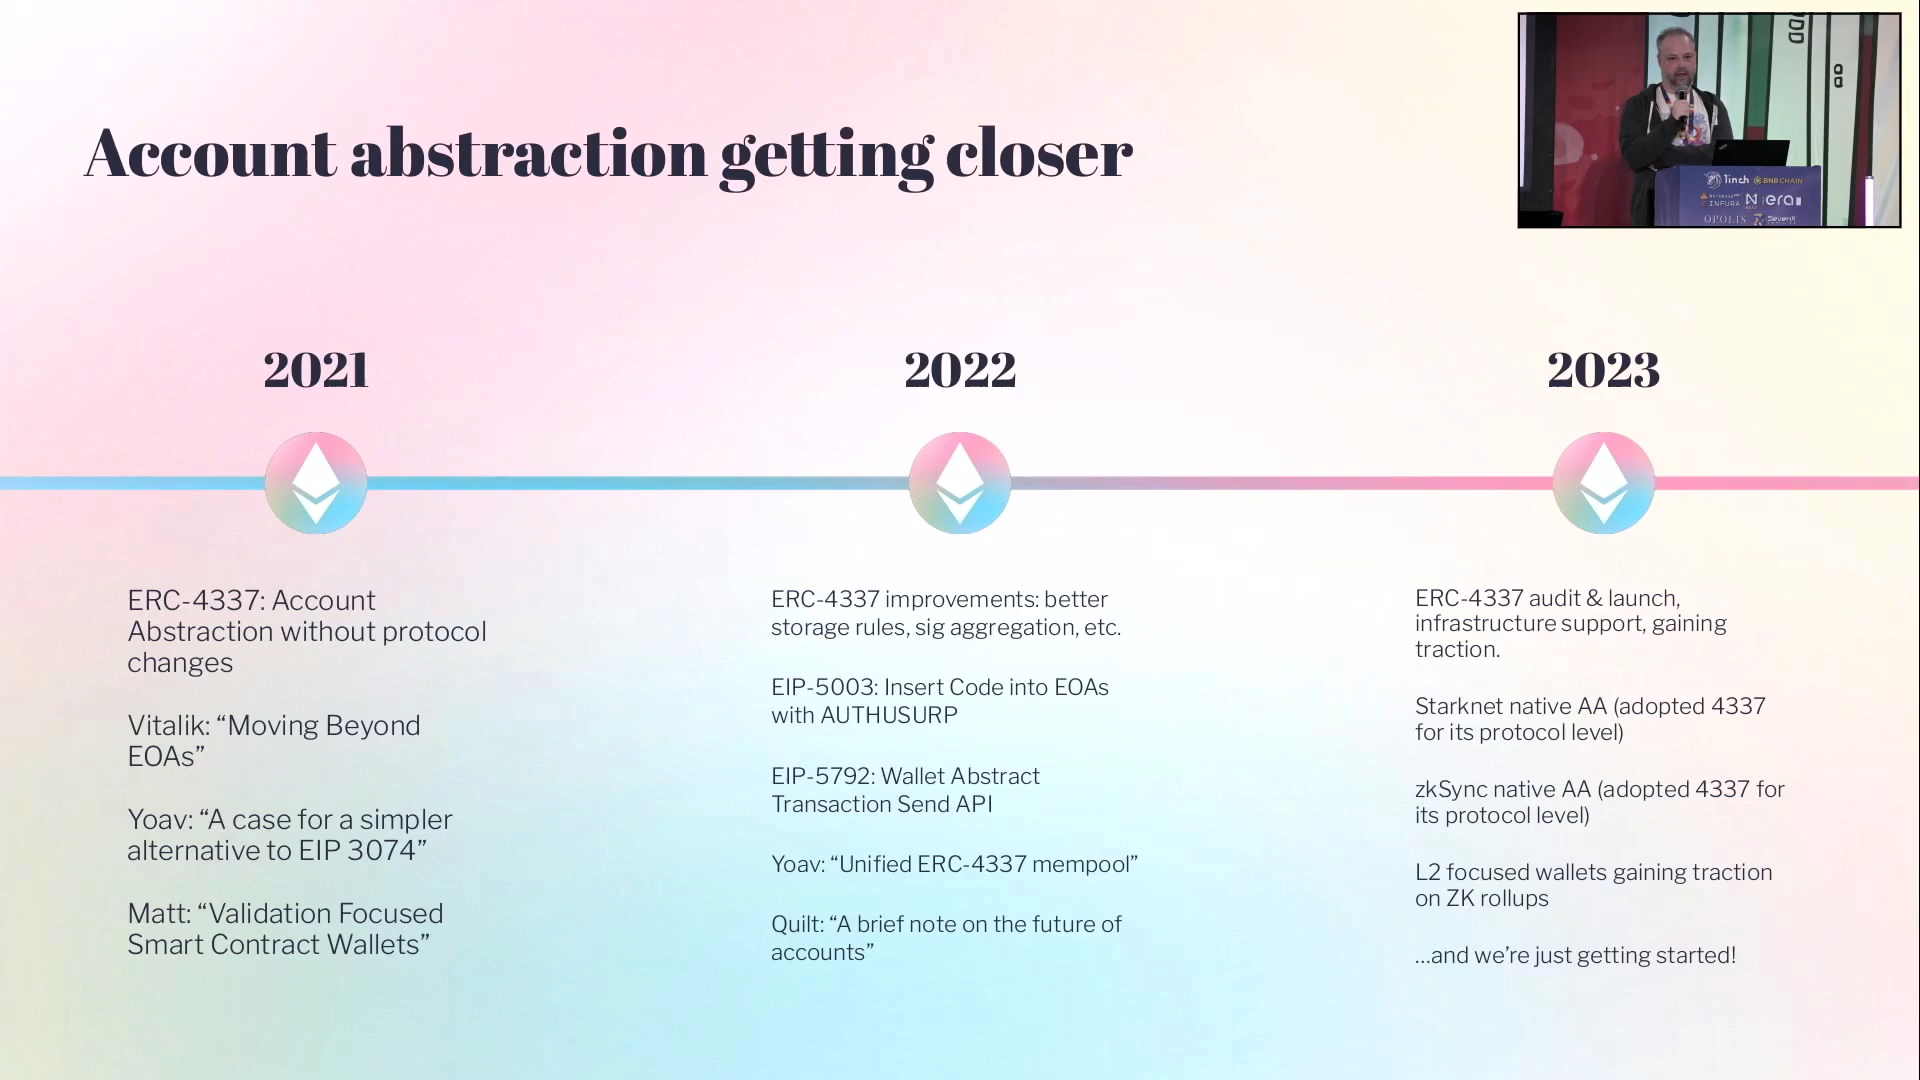 Account abstraction getting closer
1inch BNB CHAIN
INFURA N era
OPOLIS SevenX
2021
2022
2023
ERC-4337: Account
Abstraction without protocol
changes
Vitalik: “Moving Beyond
EOAs”
Yoav: “A case for a simpler
alternative to EIP 3074”
Matt: “Validation Focused
Smart Contract Wallets”
ERC-4337 improvements: better
storage rules, sig aggregation, etc.
EIP-5003: Insert Code into EOAs
with AUTHUSURP
EIP-5792: Wallet Abstract
Transaction Send API
Yoav: “Unified ERC-4337 mempool”
Quilt: “A brief note on the future of
accounts”
ERC-4337 audit & launch,
infrastructure support, gaining
traction.
Starknet native AA (adopted 4337
for its protocol level)
zkSync native AA (adopted 4337 for
its protocol level)
L2 focused wallets gaining traction
on ZK rollups
...and we’re just getting started!